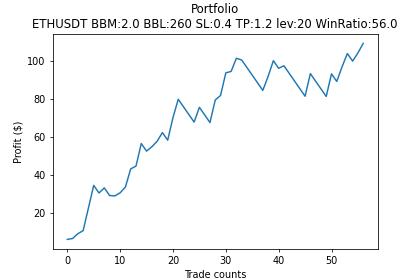 Portfolio
ETHUSDT BBM:2.0 BBL:260 SL:0.4 TP:1.2 lev:20 WinRatio:56.0
Profit ($)
100
80
60
40
20
0
10
20
30
40
50
Trade counts